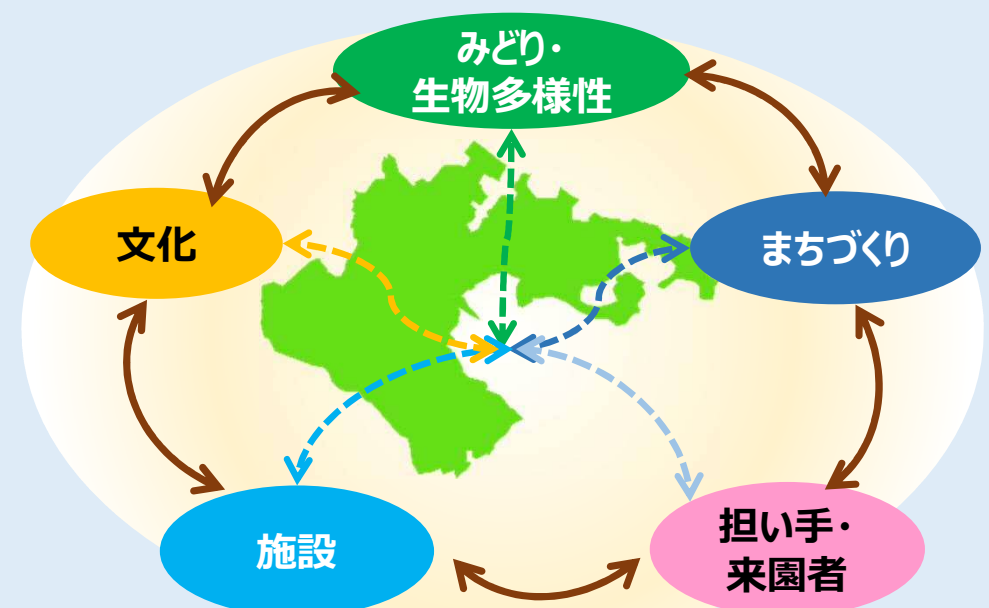 みどり・
生物多様性
文化
まちづくり
施設
担い手・
来園者